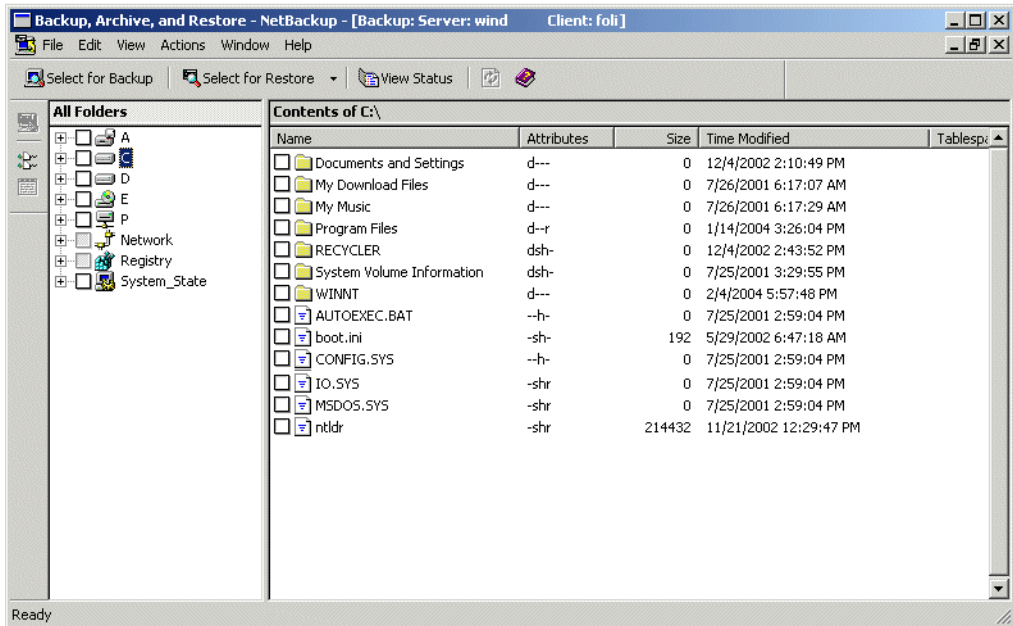 Backup, Archive, and Restore - NetBackup - [Backup: Server: wind Client: foli]
File Edit View Actions Window Help
Select for Backup Select for Restore View Status
All Folders
A
C
D
E
P
Network
Registry
System_State
Contents of C:\
Name Attributes Size Time Modified Tablespa
Documents and Settings d--- 0 12/4/2002 2:10:49 PM
My Download Files d--- 0 7/26/2001 6:17:07 AM
My Music d--- 0 7/26/2001 6:17:29 AM
Program Files d--r 0 1/14/2004 3:26:04 PM
RECYCLER dsh- 0 12/4/2002 2:43:52 PM
System Volume Information dsh- 0 7/25/2001 3:29:55 PM
WINNT d--- 0 2/4/2004 5:57:48 PM
AUTOEXEC.BAT --h- 0 7/25/2001 2:59:04 PM
boot.ini -sh- 192 5/29/2002 6:47:18 AM
CONFIG.SYS --h- 0 7/25/2001 2:59:04 PM
IO.SYS -shr 0 7/25/2001 2:59:04 PM
MSDOS.SYS -shr 0 7/25/2001 2:59:04 PM
ntldr -shr 214432 11/21/2002 12:29:47 PM
Ready